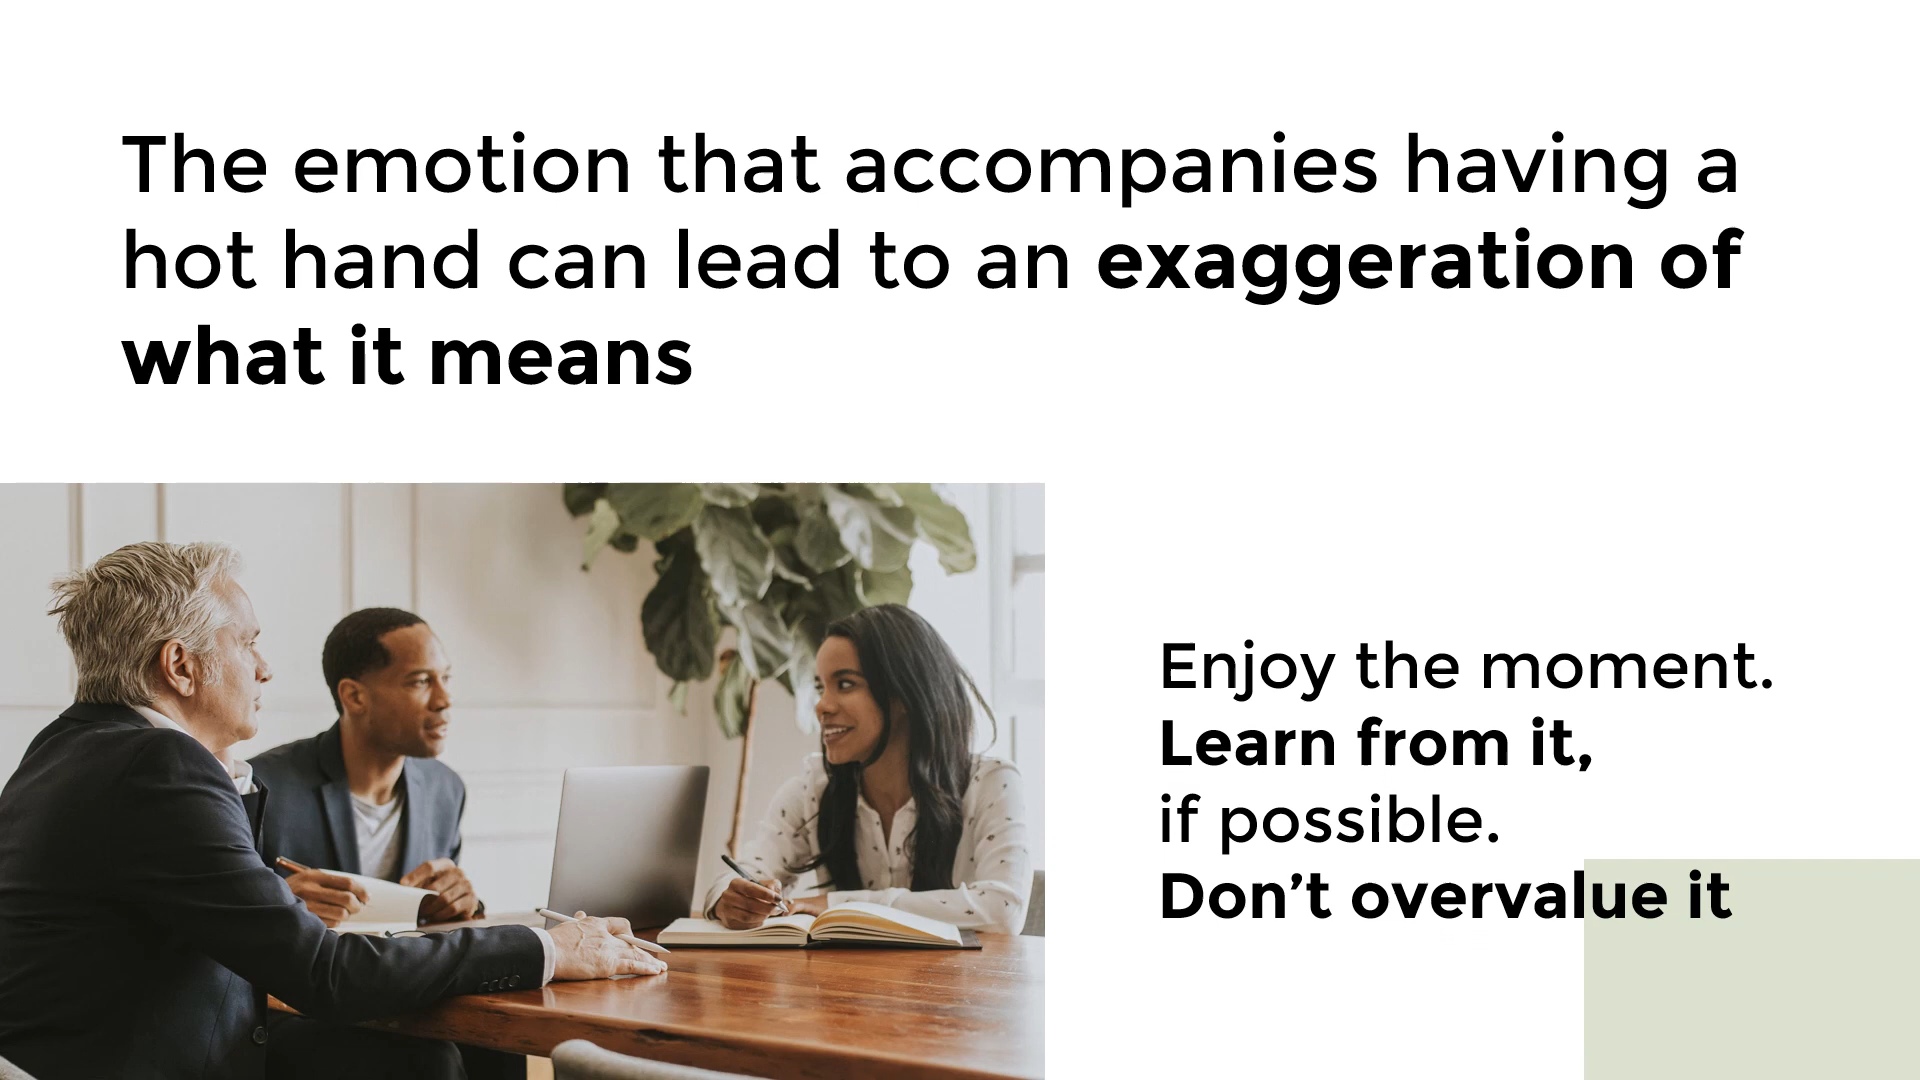 The emotion that accompanies having a
hot hand can lead to an exaggeration of
what it means
Enjoy the moment.
Learn from it,
if possible.
Don’t overvalue it